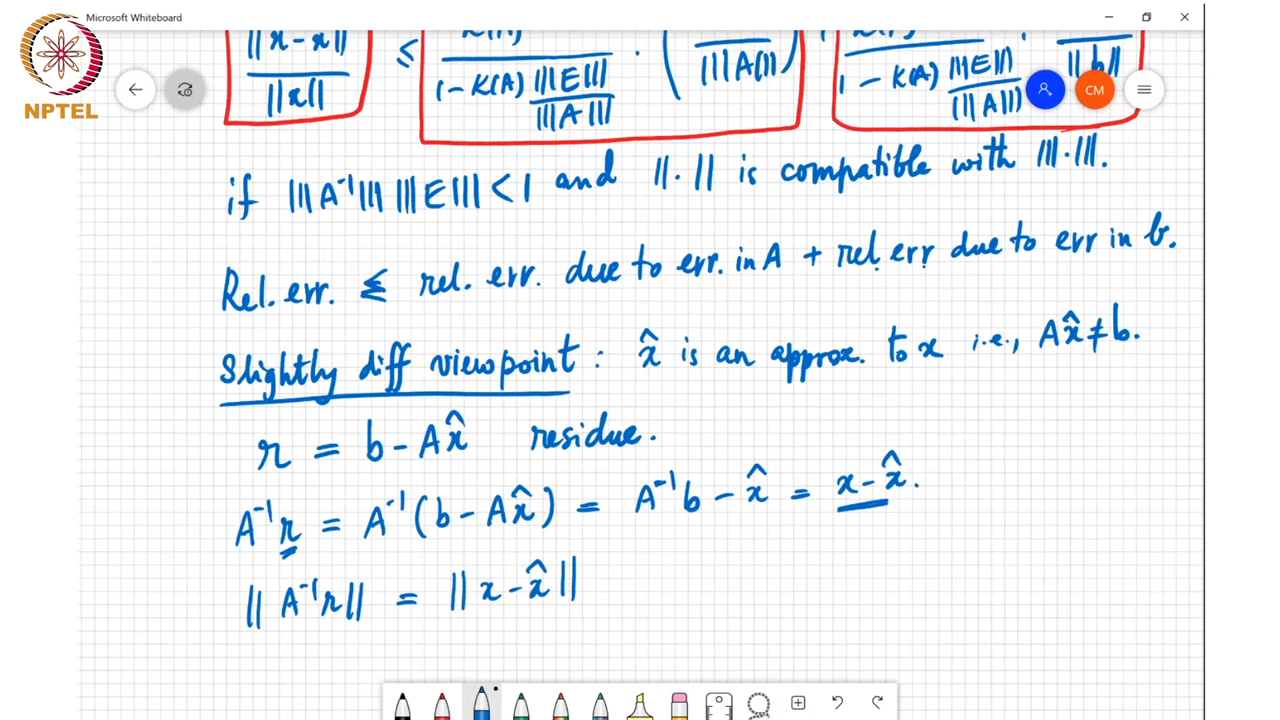 Microsoft Whiteboard
NPTEL
||x-x|| / ||x|| ≤ / 1 - K(A) |||E||| / |||A||| · ( / |||A||| ) / 1 - K(A) |||E||| / |||A||| · / ||b||
CM
if |||A⁻¹||| |||E||| < 1 and ||·|| is compatible with |||·|||.
Rel. err. ≤ rel. err. due to err. in A + rel. err due to err in b.
Slightly diff viewpoint : x̂ is an approx. to x i.e., Ax̂ ≠ b.
r = b - Ax̂ residue.
A⁻¹r = A⁻¹(b - Ax̂) = A⁻¹b - x̂ = x - x̂.
|| A⁻¹r || = || x - x̂ ||